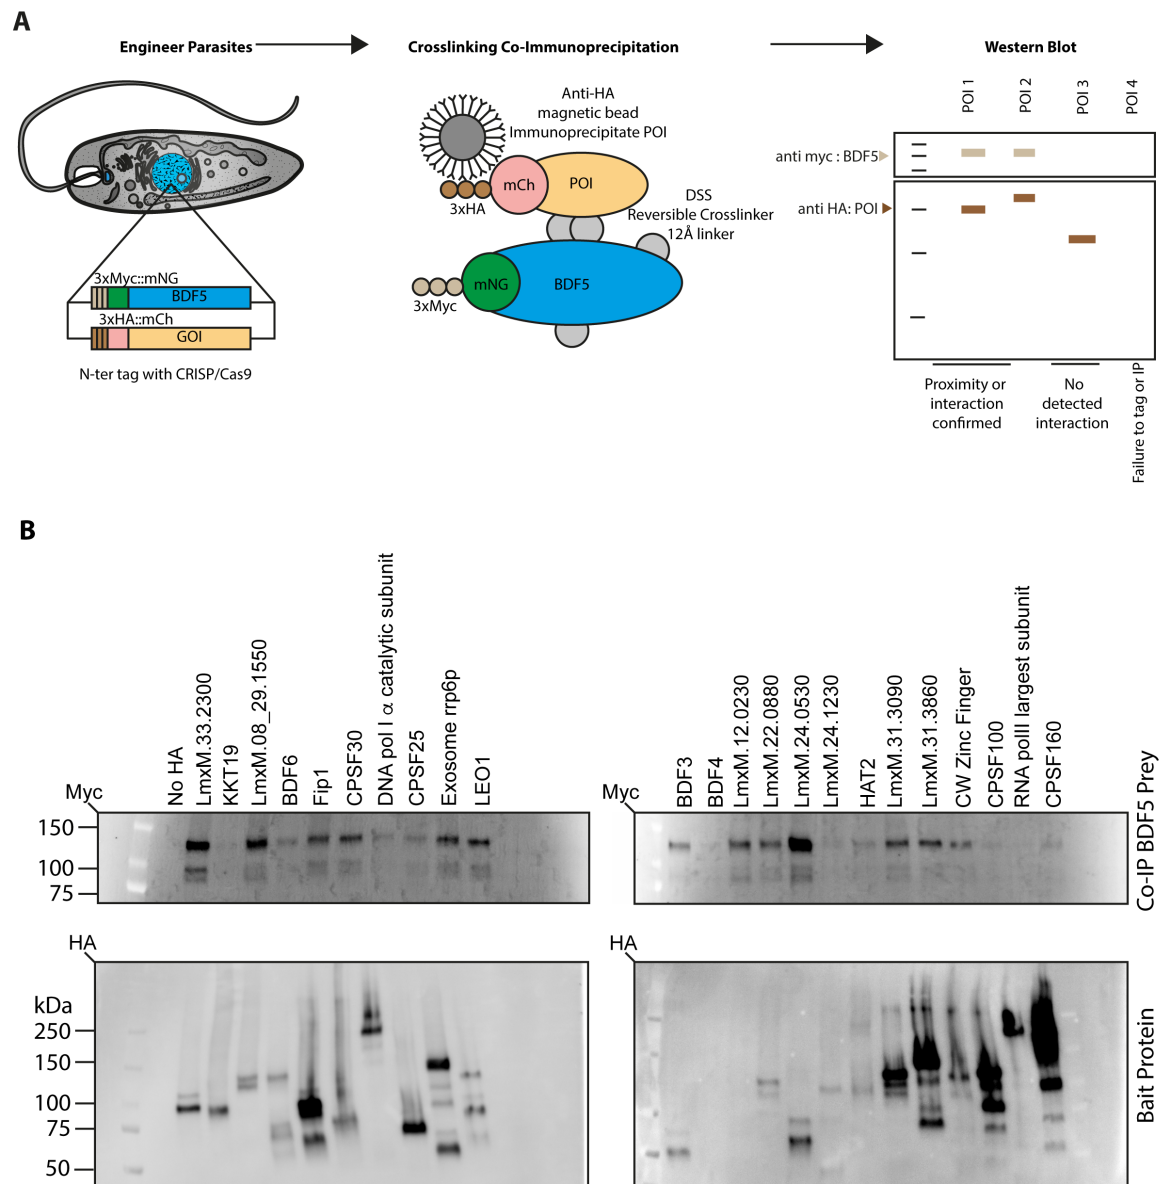 A
Engineer Parasites
Crosslinking Co-Immunoprecipitation
Western Blot
Anti-HA
magnetic bead
Immunoprecipitate POI
mCh
POI
3xHA
DSS
Reversible Crosslinker
12Å linker
mNG
BDF5
3xMyc
3xMyc::mNG
BDF5
3xHA::mCh
GOI
N-ter tag with CRISP/Cas9
POI 1
POI 2
POI 3
POI 4
anti myc : BDF5
anti HA: POI
Proximity or
interaction
confirmed
No
detected
interaction
Failure to tag or IP
B
No HA
LmxM.33.2300
KKT19
LmxM.08_29.1550
BDF6
Fip1
CPSF30
DNA pol I α catalytic subunit
CPSF25
Exosome rrp6p
LEO1
Myc
150
100
75
BDF3
BDF4
LmxM.12.0230
LmxM.22.0880
LmxM.24.0530
LmxM.24.1230
HAT2
LmxM.31.3090
LmxM.31.3860
CW Zinc Finger
CPSF100
RNA polII largest subunit
CPSF160
Myc
Co-IP BDF5 Prey
HA
kDa
250
150
100
75
50
HA
Bait Protein